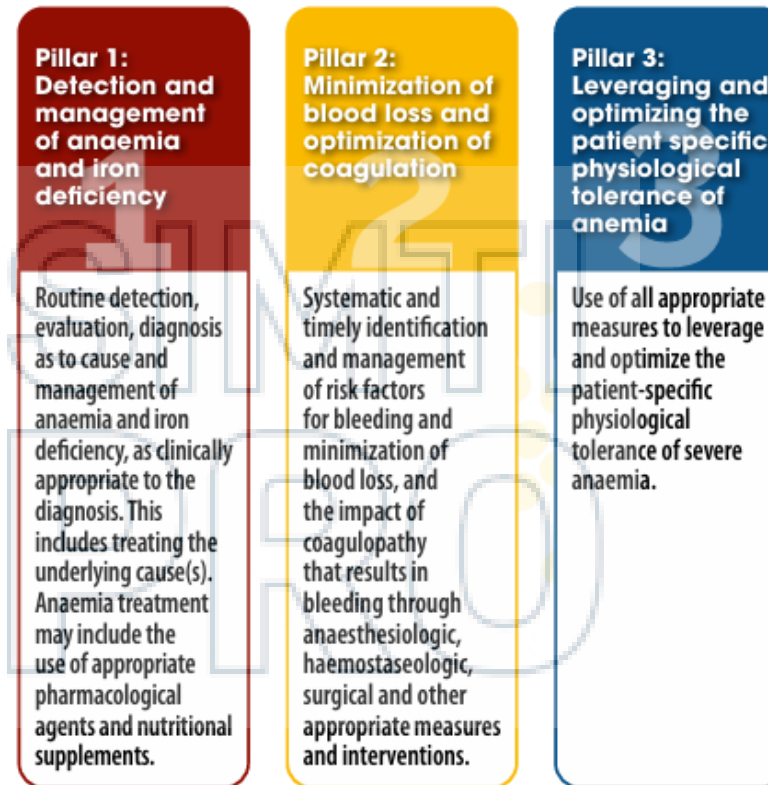 Pillar 1:
Detection and
management
of anaemia
and iron
deficiency
1
Routine detection,
evaluation, diagnosis
as to cause and
management of
anaemia and iron
deficiency, as clinically
appropriate to the
diagnosis. This
includes treating the
underlying cause(s).
Anaemia treatment
may include the
use of appropriate
pharmacological
agents and nutritional
supplements.
Pillar 2:
Minimization of
blood loss and
optimization of
coagulation
2
Systematic and
timely identification
and management
of risk factors
for bleeding and
minimization of
blood loss, and
the impact of
coagulopathy
that results in
bleeding through
anaesthesiologic,
haemostaseologic,
surgical and other
appropriate measures
and interventions.
Pillar 3:
Leveraging and
optimizing the
patient specific
physiological
tolerance of
anemia
3
Use of all appropriate
measures to leverage
and optimize the
patient-specific
physiological
tolerance of severe
anaemia.
SIMTI
PRO